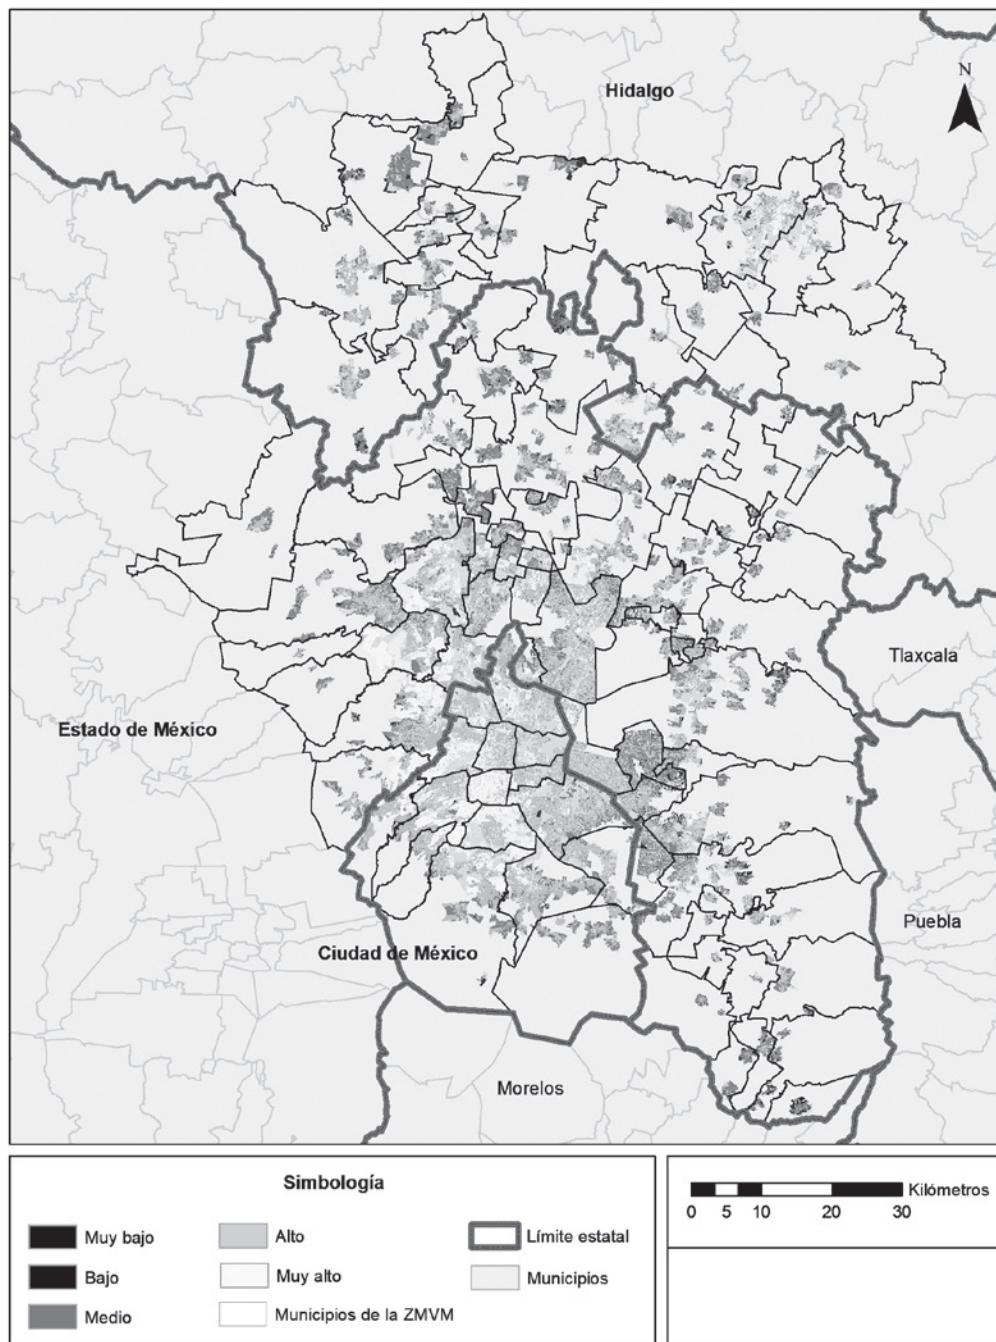 Hidalgo
N
Tlaxcala
Estado de México
Puebla
Ciudad de México
Morelos
Simbología
Muy bajo
Bajo
Medio
Alto
Muy alto
Municipios de la ZMVM
Límite estatal
Municipios
Kilómetros
0 5 10 20 30